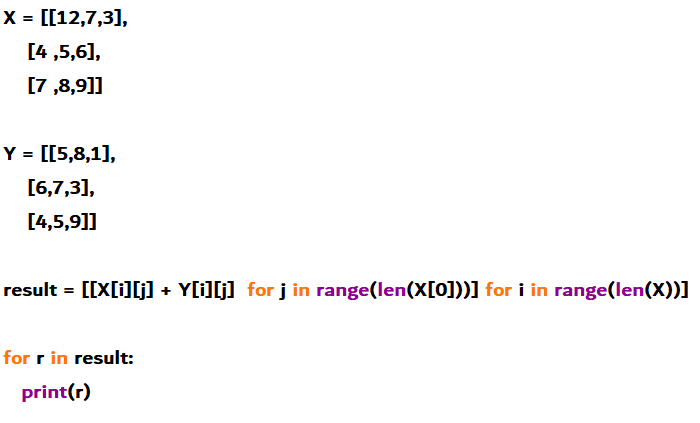 X = [[12,7,3],
    [4 ,5,6],
    [7 ,8,9]]

Y = [[5,8,1],
    [6,7,3],
    [4,5,9]]

result = [[X[i][j] + Y[i][j]  for j in range(len(X[0]))] for i in range(len(X))]

for r in result:
   print(r)